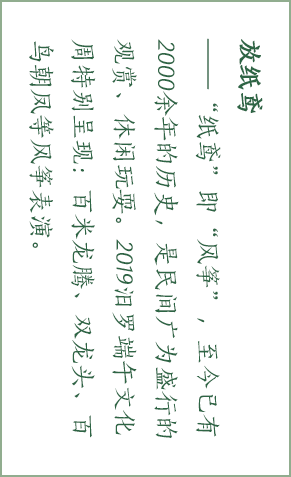 放纸鸢
——“纸鸢”即“风筝”，至今已有
2000余年的历史，是民间广为盛行的
观赏、休闲玩耍。2019汨罗端午文化
周特别呈现：百米龙腾、双龙头、百
鸟朝凤等风筝表演。